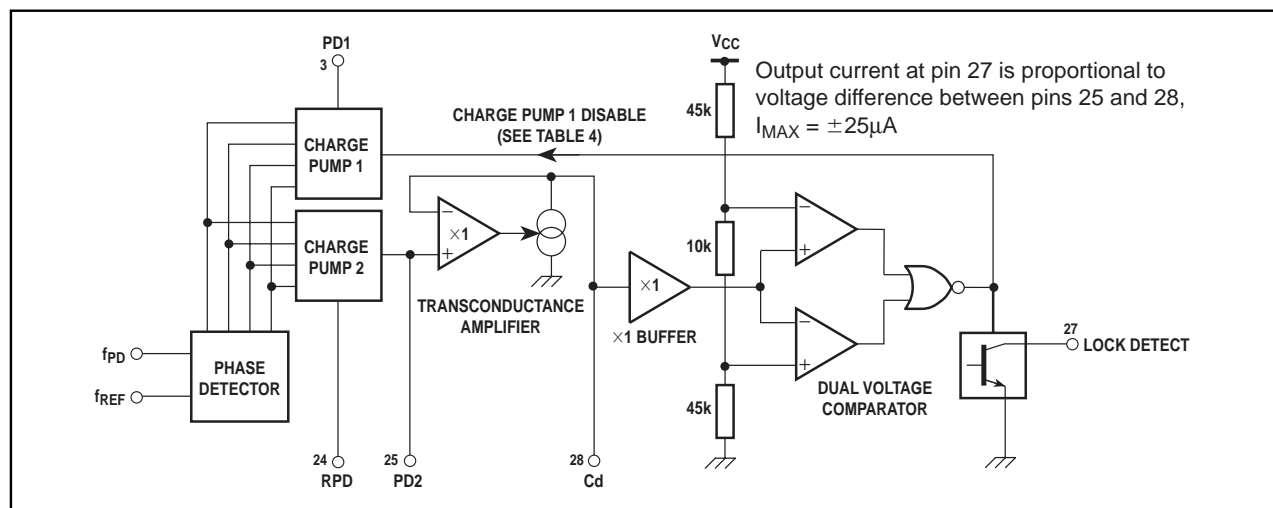 PD1
3
VCC
Output current at pin 27 is proportional to
voltage difference between pins 25 and 28,
IMAX = ±25µA
45k
CHARGE PUMP 1 DISABLE
(SEE TABLE 4)
CHARGE
PUMP 1
CHARGE
PUMP 2
−
×1
+
10k
−
+
×1
TRANSCONDUCTANCE
AMPLIFIER
×1 BUFFER
−
+
27
LOCK DETECT
fPD
fREF
PHASE
DETECTOR
45k
DUAL VOLTAGE
COMPARATOR
24
RPD
25
PD2
28
Cd